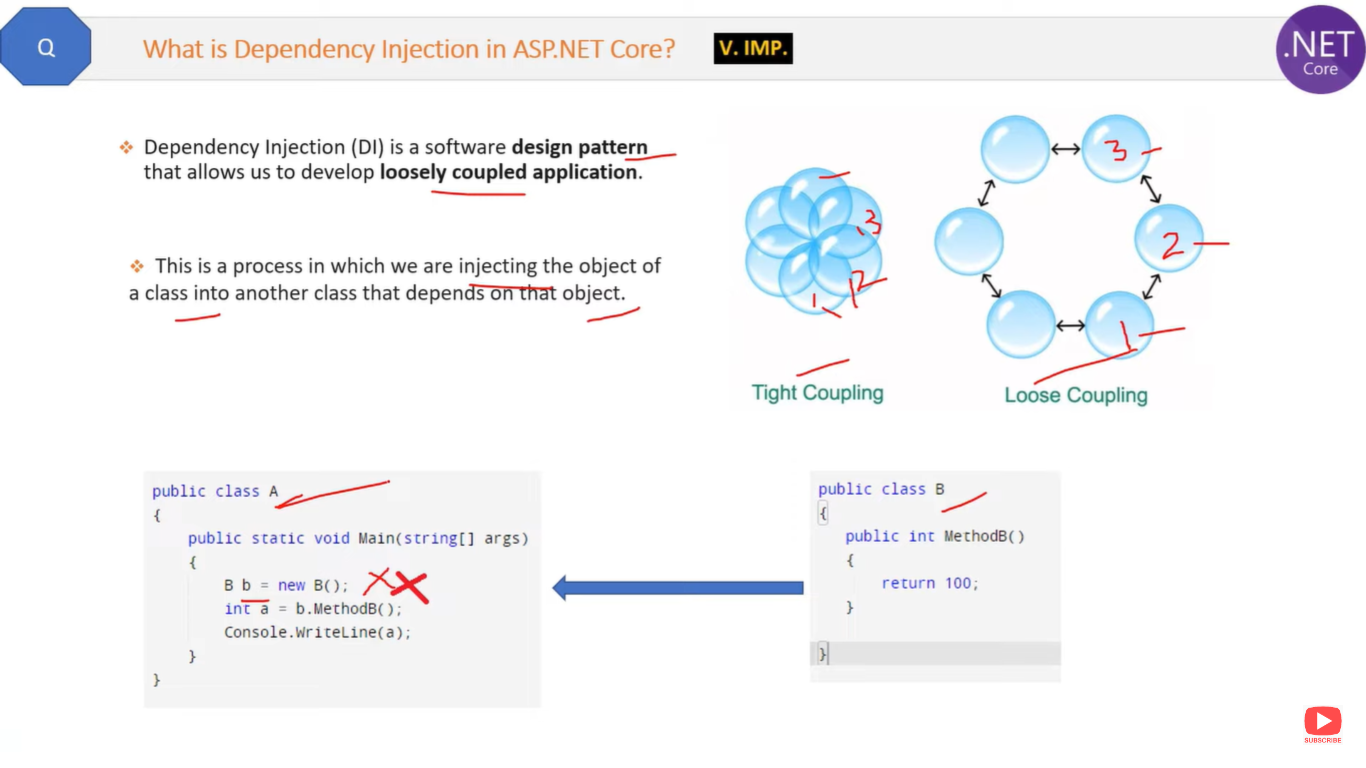 Q
What is Dependency Injection in ASP.NET Core?
V. IMP.
.NET
Core
❖ Dependency Injection (DI) is a software design pattern
that allows us to develop loosely coupled application.
❖ This is a process in which we are injecting the object of
a class into another class that depends on that object.
3
2
1
Tight Coupling
3
2
1
Loose Coupling
public class A
{
public static void Main(string[] args)
{
B b = new B();
int a = b.MethodB();
Console.WriteLine(a);
}
}
public class B
{
public int MethodB()
{
return 100;
}
}
SUBSCRIBE